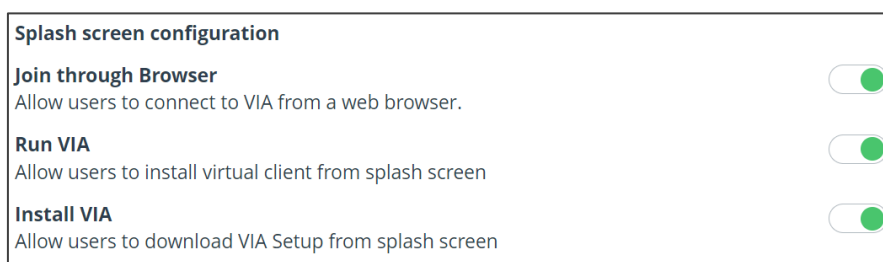 Splash screen configuration
Join through Browser
Allow users to connect to VIA from a web browser.
Run VIA
Allow users to install virtual client from splash screen
Install VIA
Allow users to download VIA Setup from splash screen